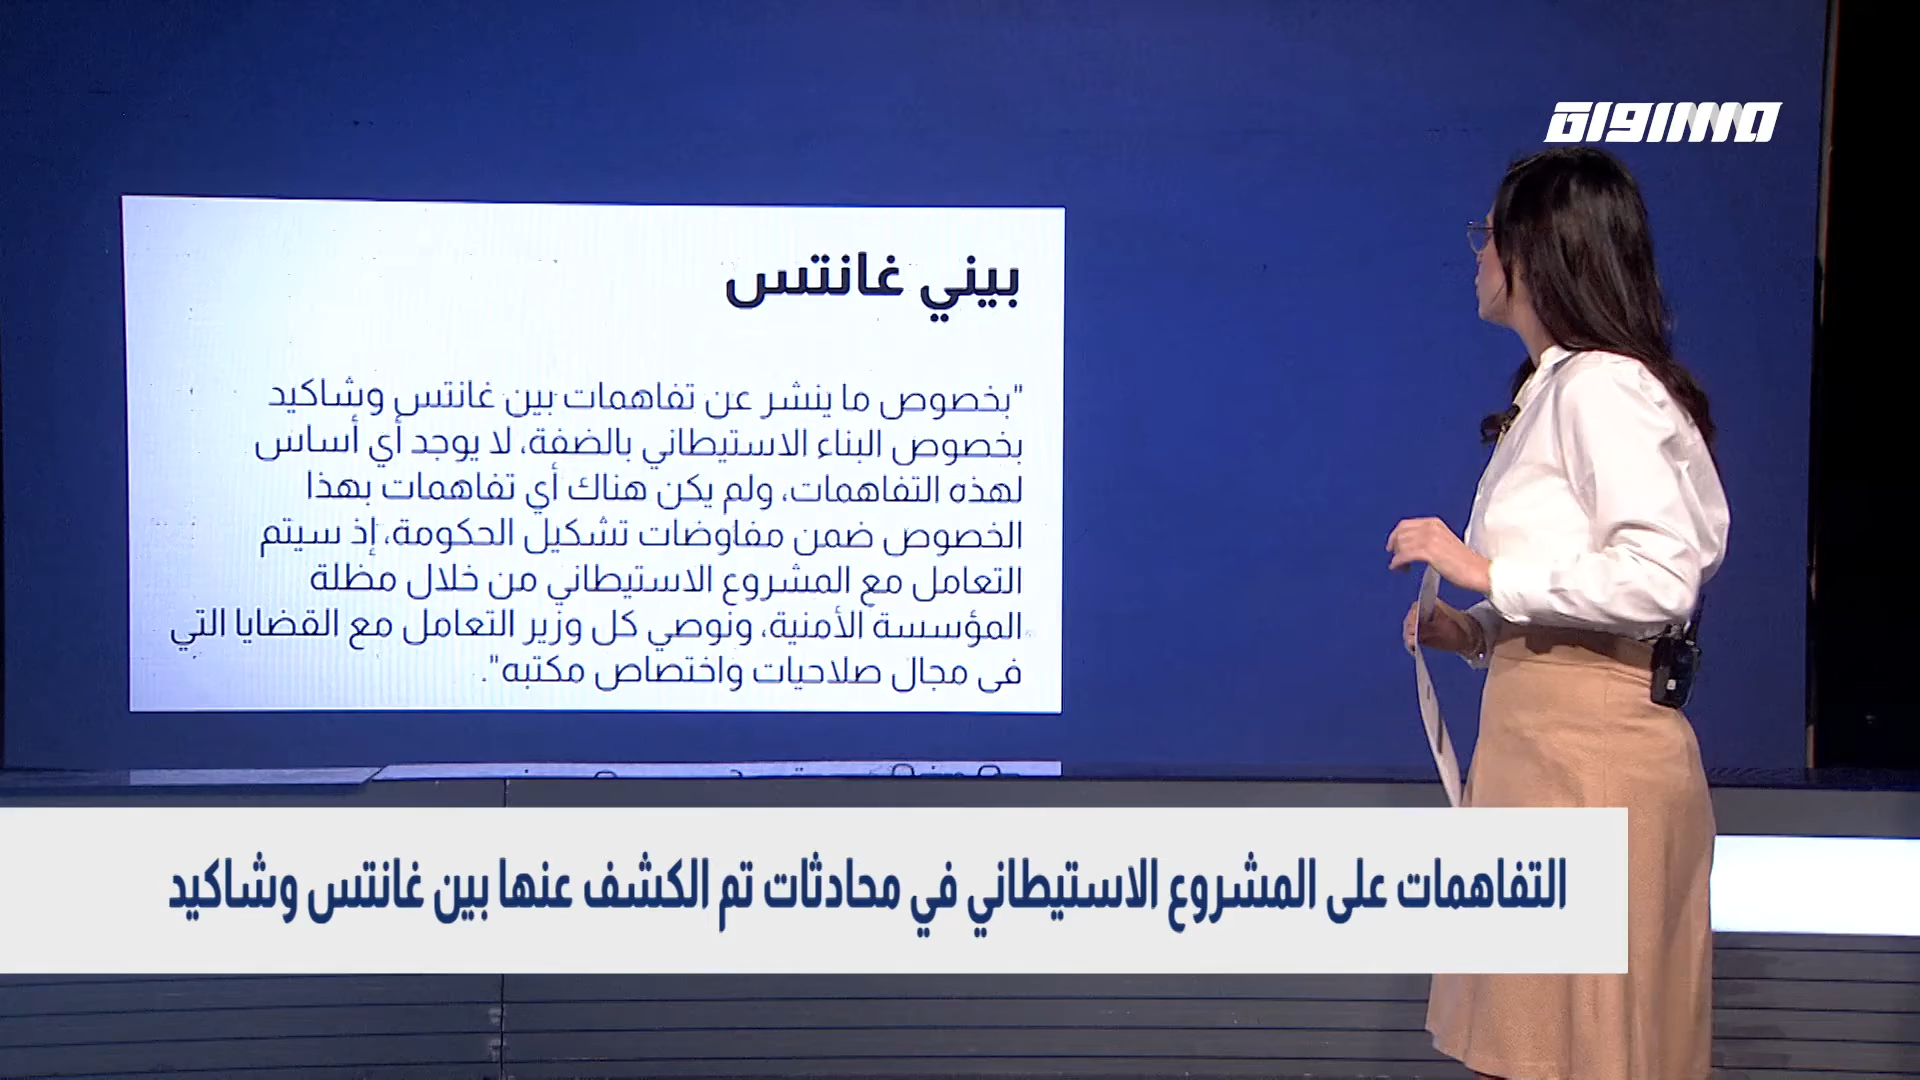 مساواة
بيني غانتس
"بخصوص ما ينشر عن تفاهمات بين غانتس وشاكيد
بخصوص البناء الاستيطاني بالضفة، لا يوجد أي أساس
لهذه التفاهمات، ولم يكن هناك أي تفاهمات بهذا
الخصوص ضمن مفاوضات تشكيل الحكومة، إذ سيتم
التعامل مع المشروع الاستيطاني من خلال مظلة
المؤسسة الأمنية، ونوصي كل وزير التعامل مع القضايا التي
في مجال صلاحيات واختصاص مكتبه".
التفاهمات على المشروع الاستيطاني في محادثات تم الكشف عنها بين غانتس وشاكيد